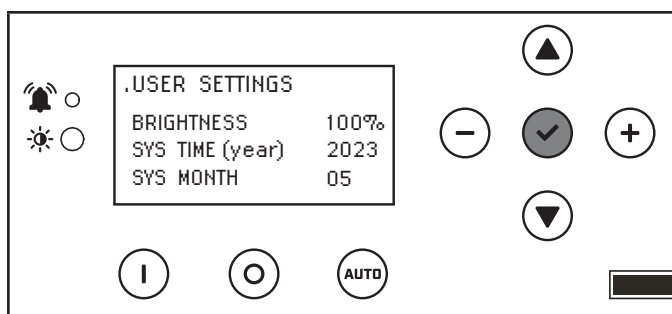 .USER SETTINGS
BRIGHTNESS 100%
SYS TIME (year) 2023
SYS MONTH 05
AUTO